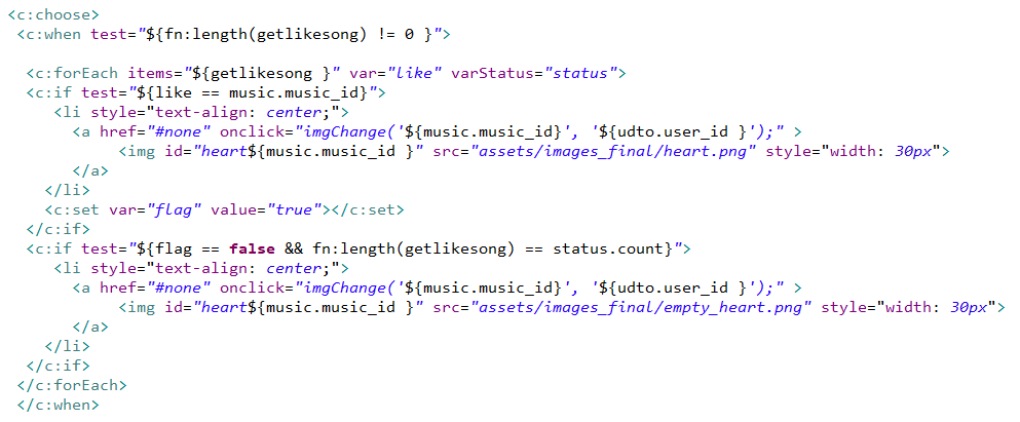 <c:choose>
<c:when test="${fn:length(getlikesong) != 0 }">
<c:forEach items="${getlikesong }" var="like" varStatus="status">
<c:if test="${like == music.music_id}">
<li style="text-align: center;">
<a href="#none" onclick="imgChange('${music.music_id}', '${udto.user_id }');" >
<img id="heart${music.music_id }" src="assets/images_final/heart.png" style="width: 30px">
</a>
</li>
<c:set var="flag" value="true"></c:set>
</c:if>
<c:if test="${flag == false && fn:length(getlikesong) == status.count}">
<li style="text-align: center;">
<a href="#none" onclick="imgChange('${music.music_id}', '${udto.user_id }');" >
<img id="heart${music.music_id }" src="assets/images_final/empty_heart.png" style="width: 30px">
</a>
</li>
</c:if>
</c:forEach>
</c:when>